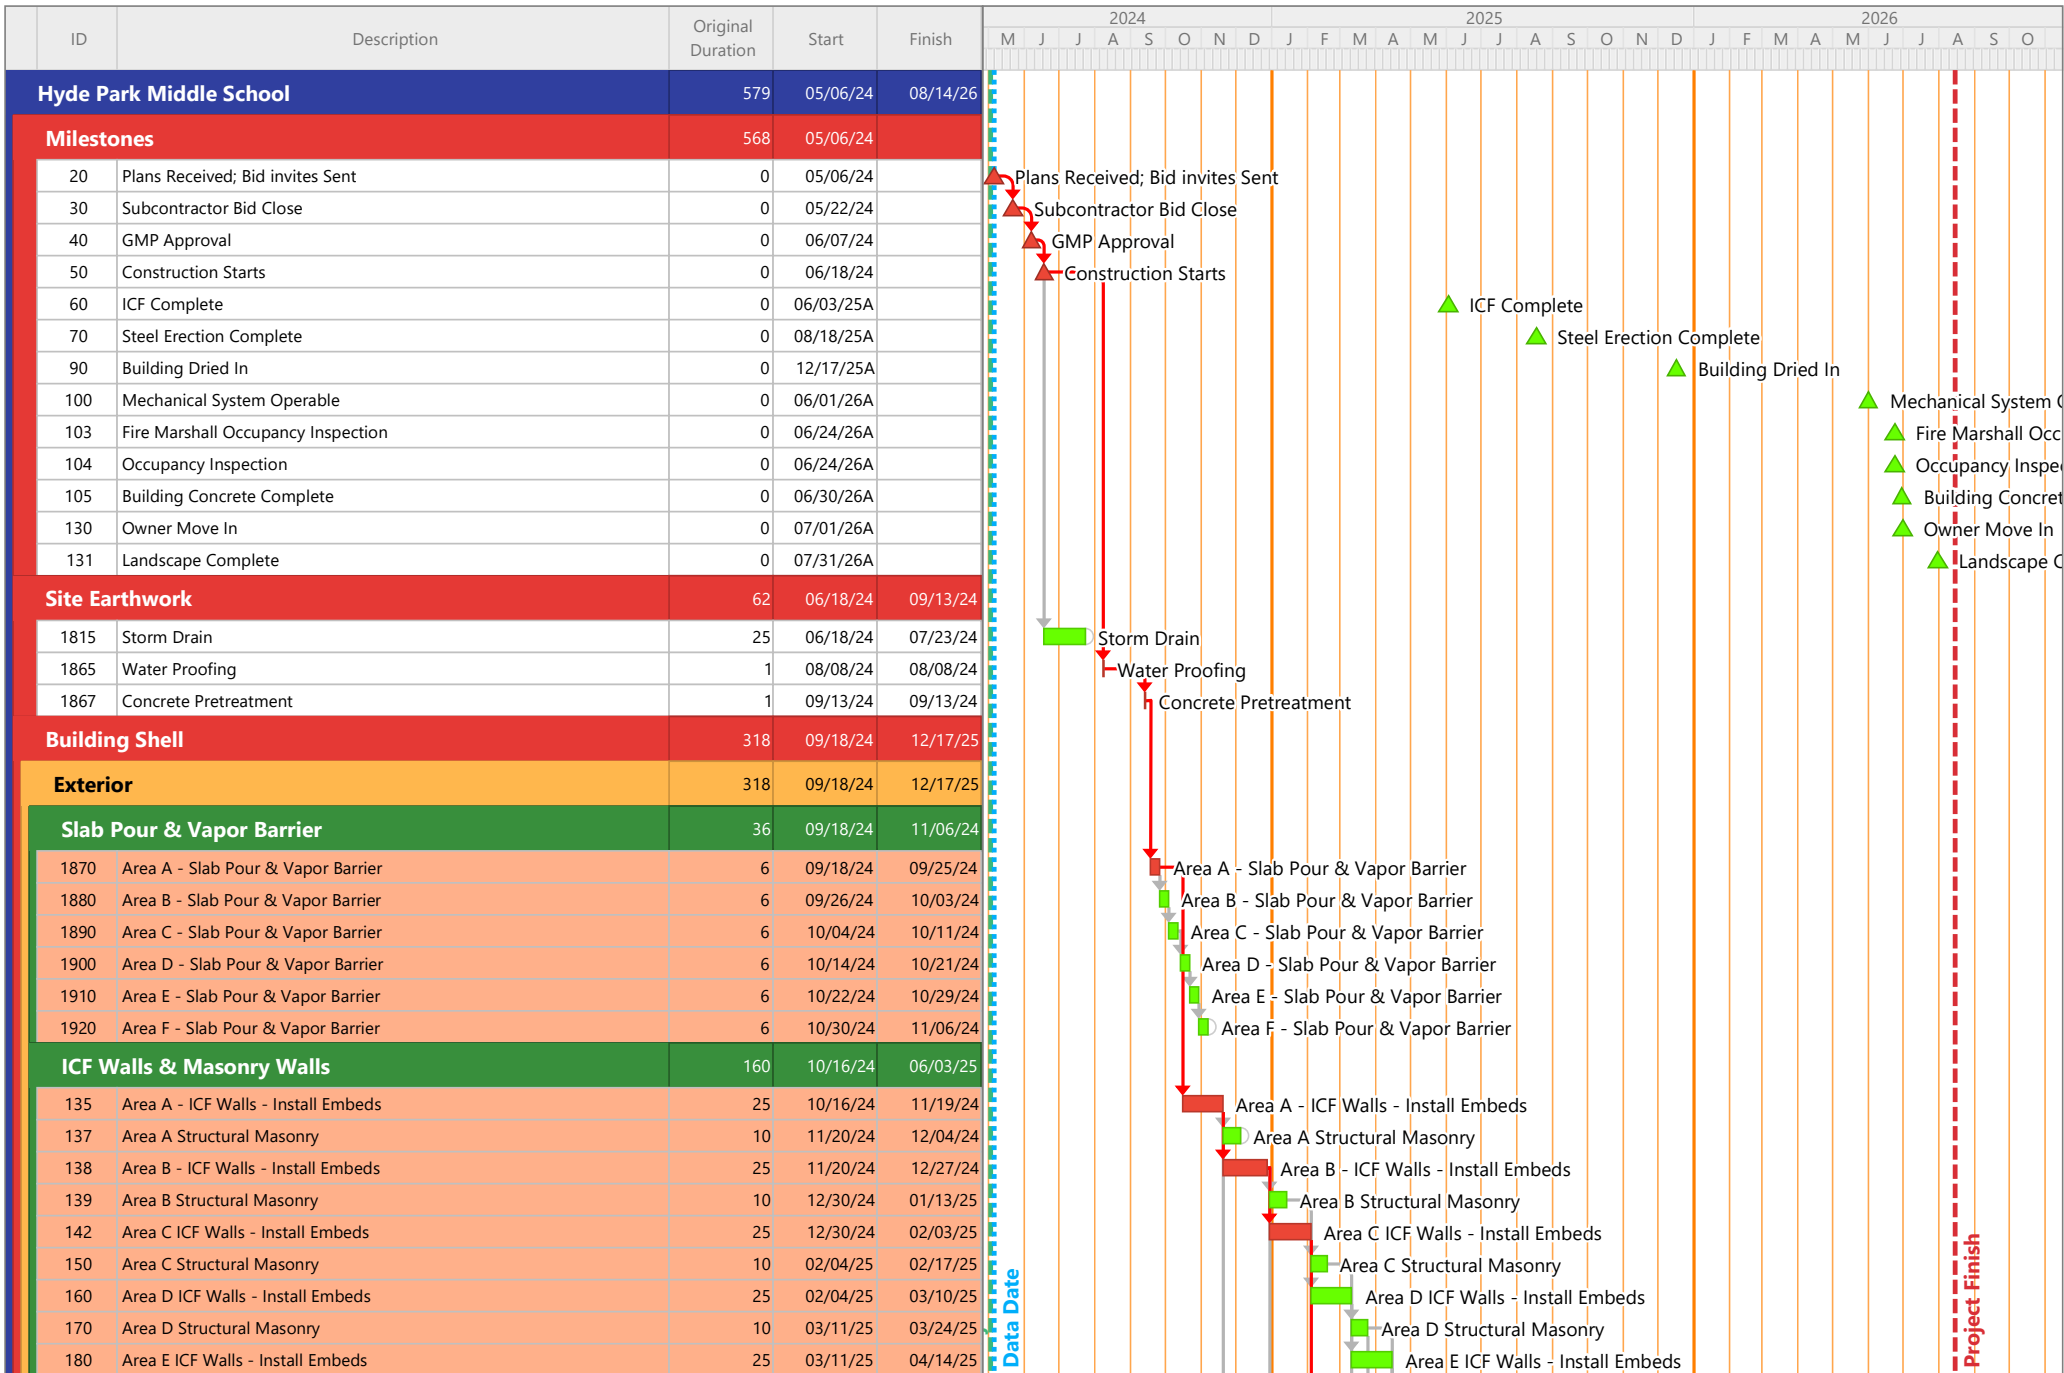 2024 2025 2026
ID Description Original Duration Start Finish M J J A S O N D J F M A M J J A S O N D J F M A M J J A S O
Hyde Park Middle School 579 05/06/24 08/14/26
Milestones 568 05/06/24
20 Plans Received; Bid invites Sent 0 05/06/24 Plans Received; Bid invites Sent
30 Subcontractor Bid Close 0 05/22/24 Subcontractor Bid Close
40 GMP Approval 0 06/07/24 GMP Approval
50 Construction Starts 0 06/18/24 Construction Starts
60 ICF Complete 0 06/03/25A ICF Complete
70 Steel Erection Complete 0 08/18/25A Steel Erection Complete
90 Building Dried In 0 12/17/25A Building Dried In
100 Mechanical System Operable 0 06/01/26A Mechanical System
103 Fire Marshall Occupancy Inspection 0 06/24/26A Fire Marshall Occ
104 Occupancy Inspection 0 06/24/26A Occupancy Inspe
105 Building Concrete Complete 0 06/30/26A Building Concret
130 Owner Move In 0 07/01/26A Owner Move In
131 Landscape Complete 0 07/31/26A Landscape C
Site Earthwork 62 06/18/24 09/13/24
1815 Storm Drain 25 06/18/24 07/23/24 Storm Drain
1865 Water Proofing 1 08/08/24 08/08/24 Water Proofing
1867 Concrete Pretreatment 1 09/13/24 09/13/24 Concrete Pretreatment
Building Shell 318 09/18/24 12/17/25
Exterior 318 09/18/24 12/17/25
Slab Pour & Vapor Barrier 36 09/18/24 11/06/24
1870 Area A - Slab Pour & Vapor Barrier 6 09/18/24 09/25/24 Area A - Slab Pour & Vapor Barrier
1880 Area B - Slab Pour & Vapor Barrier 6 09/26/24 10/03/24 Area B - Slab Pour & Vapor Barrier
1890 Area C - Slab Pour & Vapor Barrier 6 10/04/24 10/11/24 Area C - Slab Pour & Vapor Barrier
1900 Area D - Slab Pour & Vapor Barrier 6 10/14/24 10/21/24 Area D - Slab Pour & Vapor Barrier
1910 Area E - Slab Pour & Vapor Barrier 6 10/22/24 10/29/24 Area E - Slab Pour & Vapor Barrier
1920 Area F - Slab Pour & Vapor Barrier 6 10/30/24 11/06/24 Area F - Slab Pour & Vapor Barrier
ICF Walls & Masonry Walls 160 10/16/24 06/03/25
135 Area A - ICF Walls - Install Embeds 25 10/16/24 11/19/24 Area A - ICF Walls - Install Embeds
137 Area A Structural Masonry 10 11/20/24 12/04/24 Area A Structural Masonry
138 Area B - ICF Walls - Install Embeds 25 11/20/24 12/27/24 Area B - ICF Walls - Install Embeds
139 Area B Structural Masonry 10 12/30/24 01/13/25 Area B Structural Masonry
142 Area C ICF Walls - Install Embeds 25 12/30/24 02/03/25 Area C ICF Walls - Install Embeds
150 Area C Structural Masonry 10 02/04/25 02/17/25 Area C Structural Masonry
160 Area D ICF Walls - Install Embeds 25 02/04/25 03/10/25 Area D ICF Walls - Install Embeds
170 Area D Structural Masonry 10 03/11/25 03/24/25 Area D Structural Masonry
180 Area E ICF Walls - Install Embeds 25 03/11/25 04/14/25 Area E ICF Walls - Install Embeds
Data Date
Project Finish